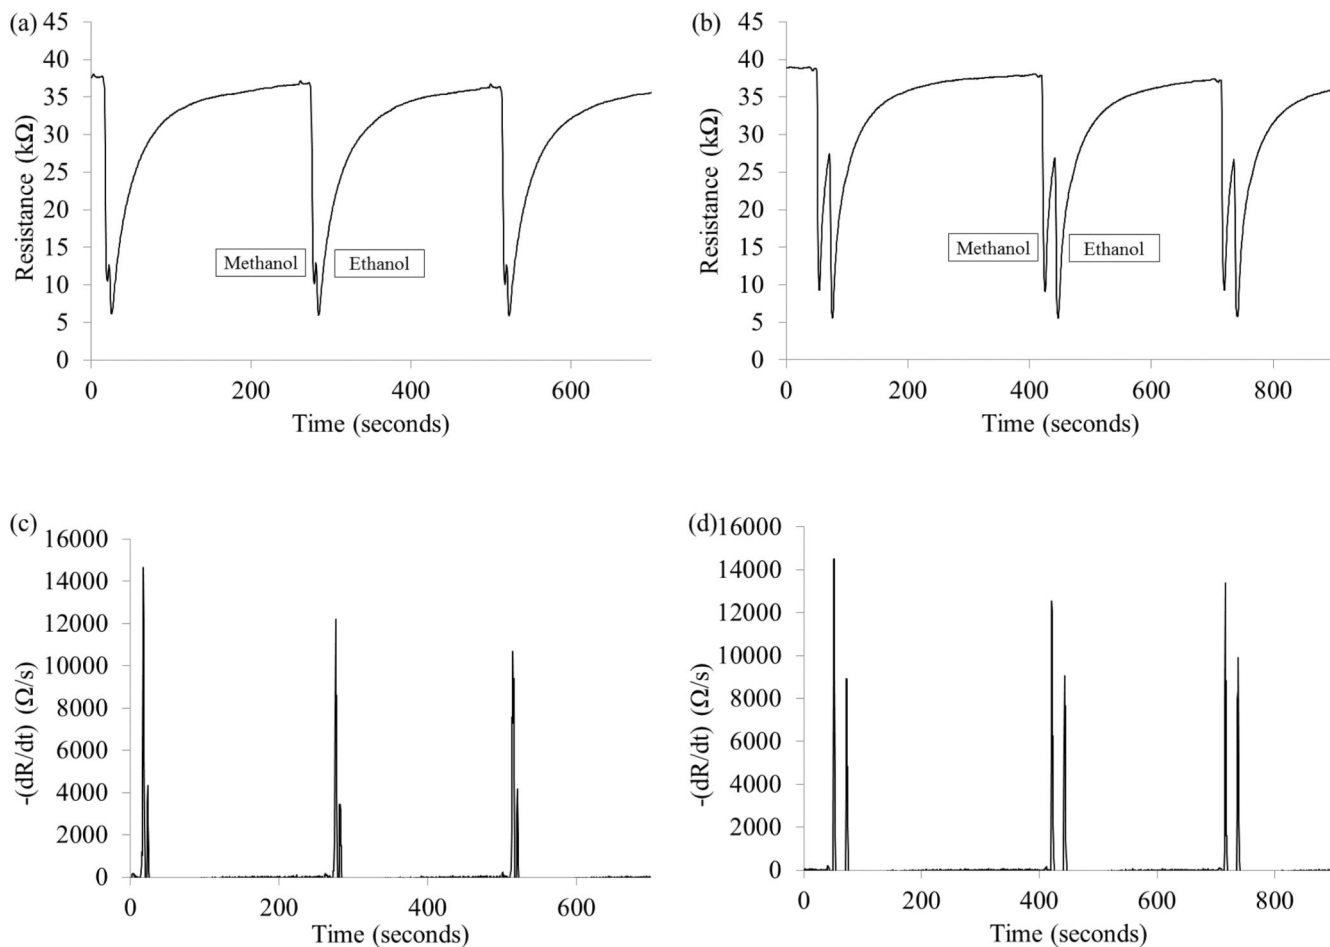 (a)
45
40
35
30
25
20
15
10
5
0
Resistance (kΩ)
Methanol
Ethanol
0 200 400 600
Time (seconds)
(b)
45
40
35
30
25
20
15
10
5
0
Resistance (kΩ)
Methanol
Ethanol
0 200 400 600 800
Time (seconds)
(c)
16000
14000
12000
10000
8000
6000
4000
2000
0
-(dR/dt) (Ω/s)
0 200 400 600
Time (seconds)
(d)
16000
14000
12000
10000
8000
6000
4000
2000
0
-(dR/dt) (Ω/s)
0 200 400 600 800
Time (seconds)